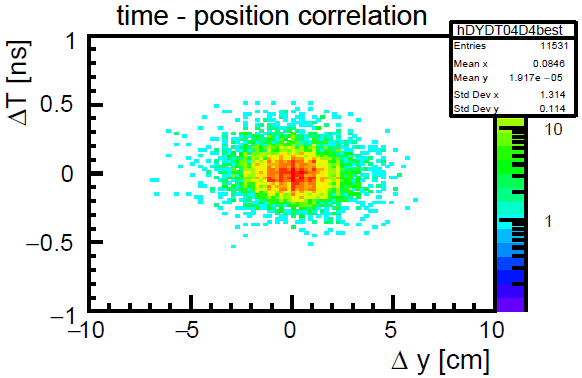 time - position correlation
hDYDT04D4best
Entries 11531
Mean x 0.0846
Mean y 1.917e −05
Std Dev x 1.314
Std Dev y 0.114
ΔT [ns]
1
0.5
0
−0.5
−1
10
1
−10 −5 0 5 10
Δ y [cm]